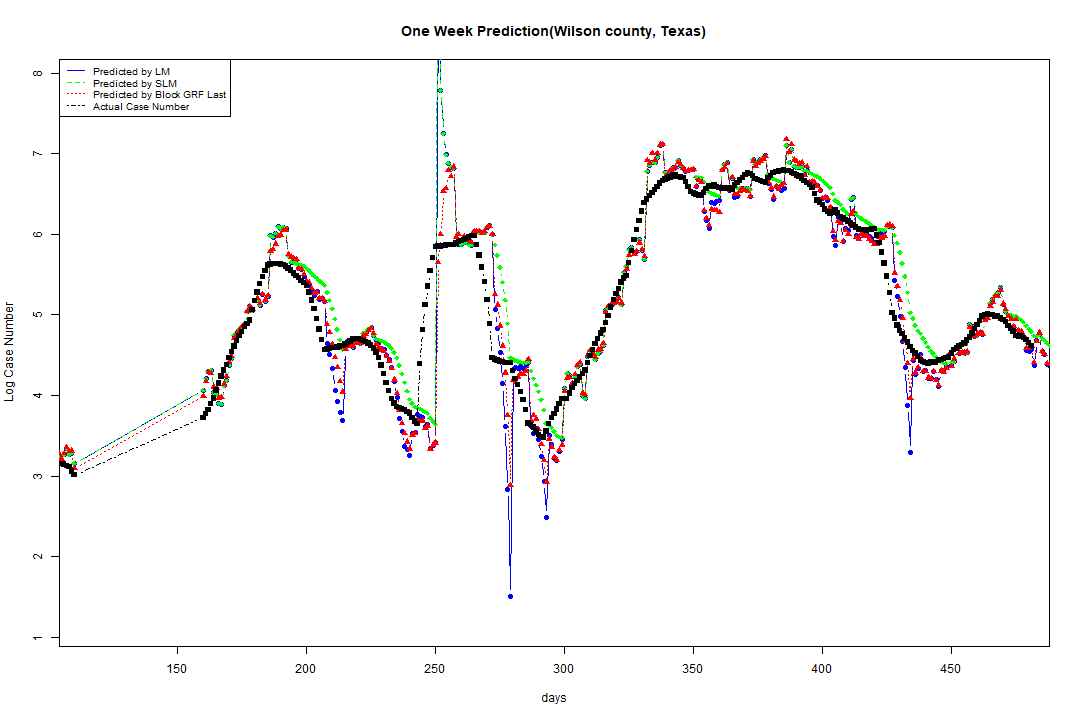 One Week Prediction(Wilson county, Texas)
Predicted by LM
Predicted by SLM
Predicted by Block GRF Last
Actual Case Number
8
7
6
5
4
3
2
1
Log Case Number
150 200 250 300 350 400 450
days